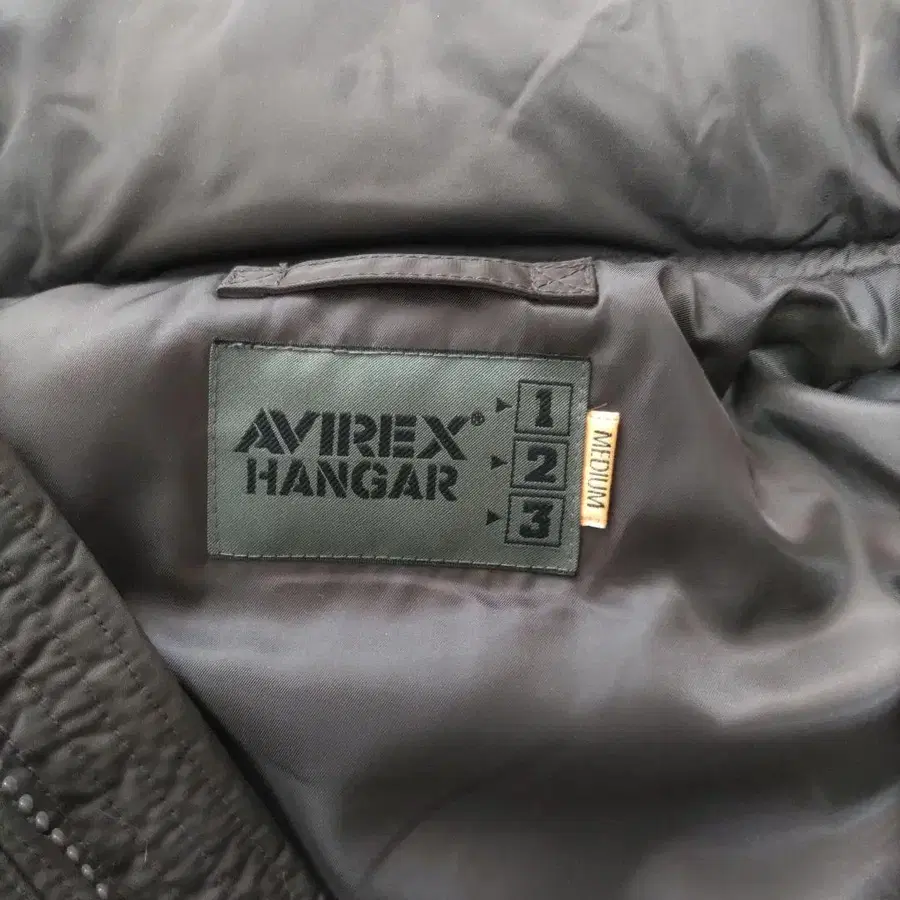 AVIREX®
HANGAR
1
2
3
MEDIUM